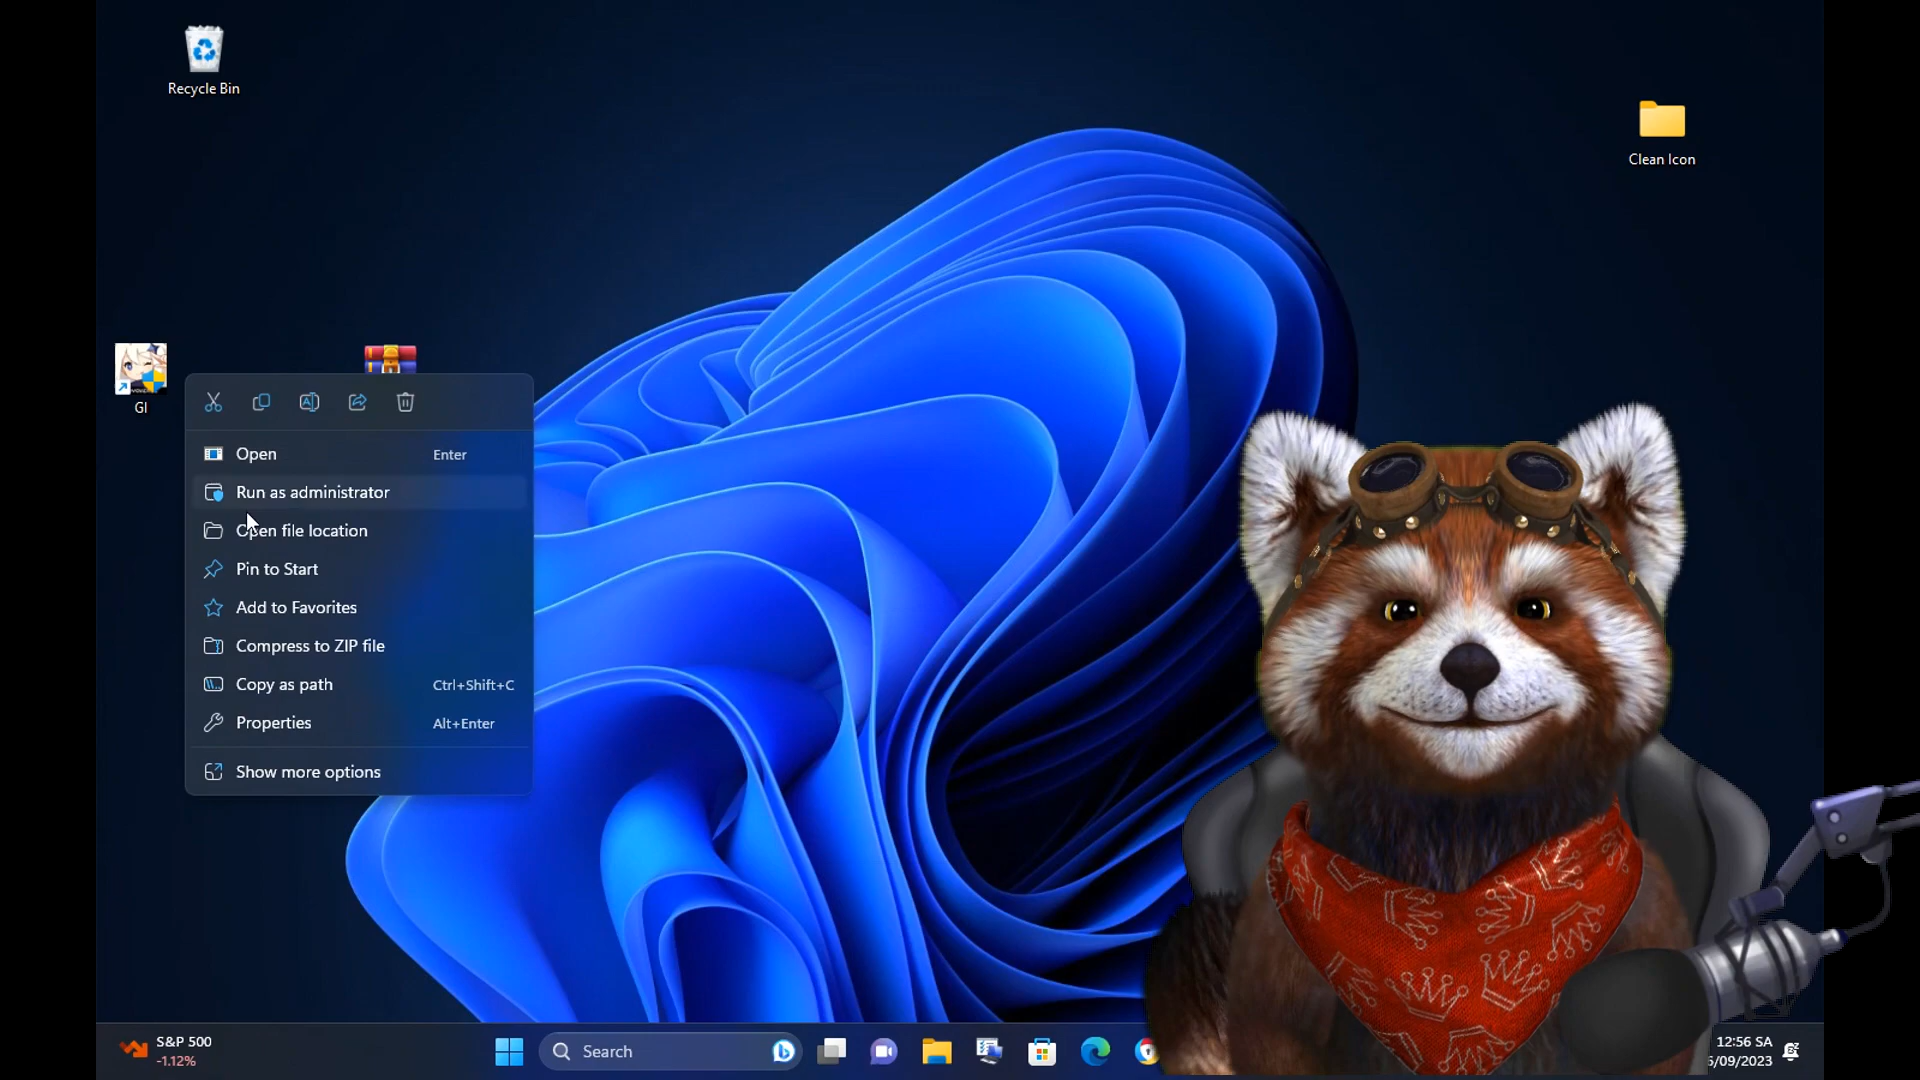 Recycle Bin
Clean Icon
GI
Open Enter
Run as administrator
Open file location
Pin to Start
Add to Favorites
Compress to ZIP file
Copy as path Ctrl+Shift+C
Properties Alt+Enter
Show more options
S&P 500
-1.12%
Search
12:56 SA
/09/2023